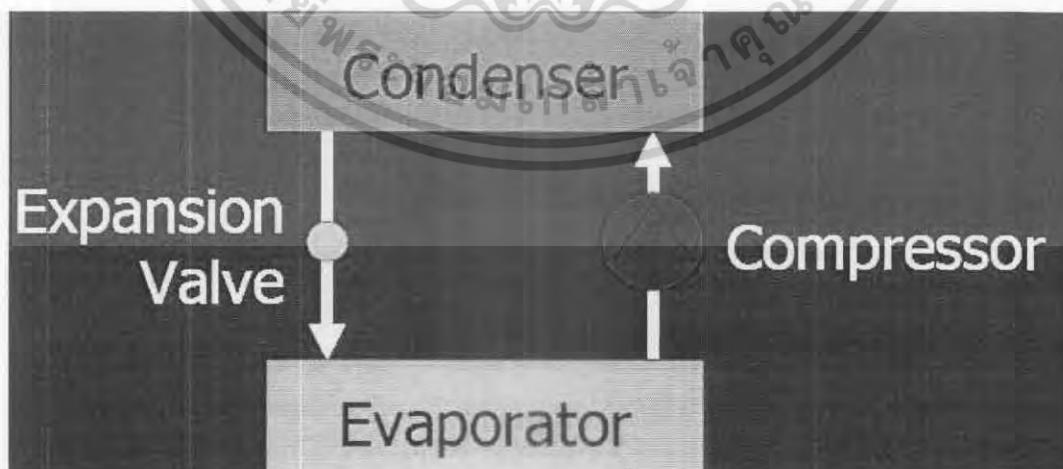 Condenser
Expansion
Valve
Compressor
Evaporator